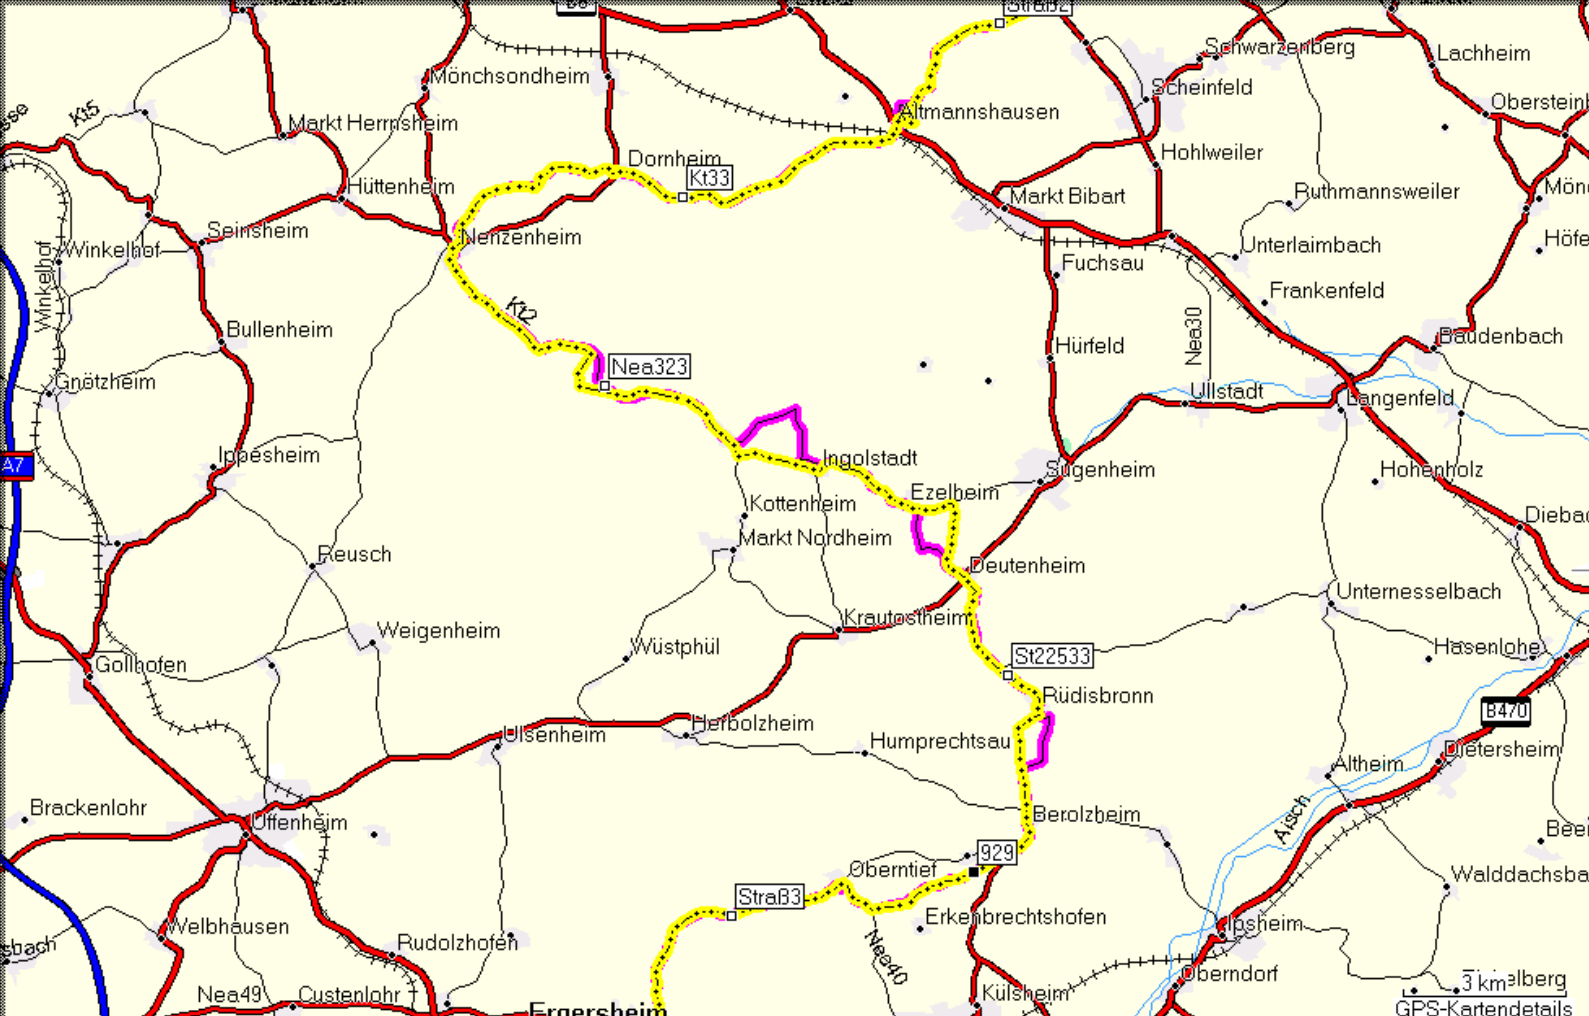 Straß2
B8
Schwarzenberg
Lachheim
Mönchsondheim
Scheinfeld
Kt5
Altmannshausen
Markt Herrnsheim
Hohlweiler
Dornheim
Kt33
Hüttenheim
Markt Bibart
Ruthmannsweiler
Seinsheim
Nenzenheim
Winkelhof
Winkelhof
Unterlaimbach
Fuchsau
Frankenfeld
Kt2
Bullenheim
Nea30
Baudenbach
Hürfeld
Nea323
Gnötzheim
Ullstadt
Langenfeld
A7
Ippesheim
Ingolstadt
Sugenheim
Hohenholz
Ezelheim
Kottenheim
Markt Nordheim
Reusch
Deutenheim
Unternesselbach
Krautostheim
Weigenheim
Wüstphül
Hasenlohe
Gollhofen
St22533
Rüdisbronn
B470
Herbolzheim
Ulsenheim
Humprechtsau
Dietersheim
Altheim
Brackenlohr
Uffenheim
Berolzheim
Aisch
929
Oberntief
Straß3
Erkenbrechtshofen
Ipsheim
Welbhausen
Rudolzhofen
Nea40
Oberndorf
Nea49
Custenlohr
Külsheim
3 km
elberg
Ergersheim
GPS-Kartendetails